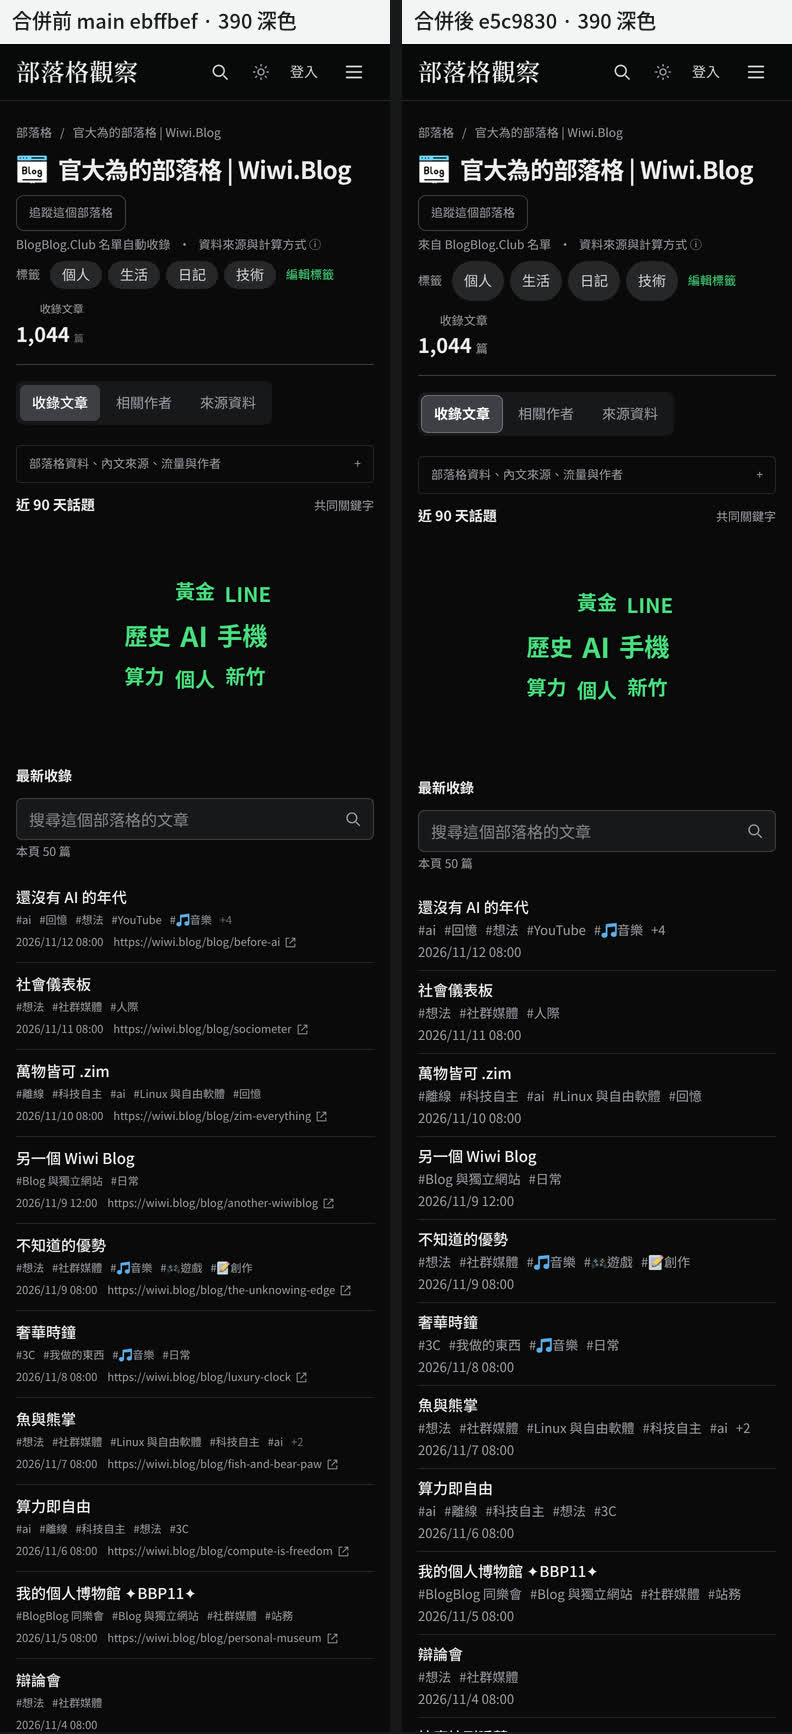 合併前 main ebffbef · 390 深色
部落格觀察
登入
部落格 / 官大為的部落格 | Wiwi.Blog
Blog 官大為的部落格 | Wiwi.Blog
追蹤這個部落格
BlogBlog.Club 名單自動收錄 · 資料來源與計算方式 ⓘ
標籤 個人 生活 日記 技術 編輯標籤
收錄文章
1,044 篇
收錄文章 相關作者 來源資料
部落格資料、內文來源、流量與作者 +
近 90 天話題 共同關鍵字
黃金 LINE
歷史 AI 手機
算力 個人 新竹
最新收錄
搜尋這個部落格的文章
本頁 50 篇
還沒有 AI 的年代
#ai #回憶 #想法 #YouTube #🎵音樂 +4
2026/11/12 08:00 https://wiwi.blog/blog/before-ai
社會儀表板
#想法 #社群媒體 #人際
2026/11/11 08:00 https://wiwi.blog/blog/sociometer
萬物皆可 .zim
#離線 #科技自主 #ai #Linux 與自由軟體 #回憶
2026/11/10 08:00 https://wiwi.blog/blog/zim-everything
另一個 Wiwi Blog
#Blog 與獨立網站 #日常
2026/11/9 12:00 https://wiwi.blog/blog/another-wiwiblog
不知道的優勢
#想法 #社群媒體 #🎵音樂 #🎮遊戲 #📝創作
2026/11/9 08:00 https://wiwi.blog/blog/the-unknowing-edge
奢華時鐘
#3C #我做的東西 #🎵音樂 #日常
2026/11/8 08:00 https://wiwi.blog/blog/luxury-clock
魚與熊掌
#想法 #社群媒體 #Linux 與自由軟體 #科技自主 #ai +2
2026/11/7 08:00 https://wiwi.blog/blog/fish-and-bear-paw
算力即自由
#ai #離線 #科技自主 #想法 #3C
2026/11/6 08:00 https://wiwi.blog/blog/compute-is-freedom
我的個人博物館 ✦BBP11✦
#BlogBlog 同樂會 #Blog 與獨立網站 #社群媒體 #站務
2026/11/5 08:00 https://wiwi.blog/blog/personal-museum
辯論會
#想法 #社群媒體
2026/11/4 08:00
合併後 e5c9830 · 390 深色
部落格觀察
登入
部落格 / 官大為的部落格 | Wiwi.Blog
Blog 官大為的部落格 | Wiwi.Blog
追蹤這個部落格
來自 BlogBlog.Club 名單 · 資料來源與計算方式 ⓘ
標籤 個人 生活 日記 技術 編輯標籤
收錄文章
1,044 篇
收錄文章 相關作者 來源資料
部落格資料、內文來源、流量與作者 +
近 90 天話題 共同關鍵字
黃金 LINE
歷史 AI 手機
算力 個人 新竹
最新收錄
搜尋這個部落格的文章
本頁 50 篇
還沒有 AI 的年代
#ai #回憶 #想法 #YouTube #🎵音樂 +4
2026/11/12 08:00
社會儀表板
#想法 #社群媒體 #人際
2026/11/11 08:00
萬物皆可 .zim
#離線 #科技自主 #ai #Linux 與自由軟體 #回憶
2026/11/10 08:00
另一個 Wiwi Blog
#Blog 與獨立網站 #日常
2026/11/9 12:00
不知道的優勢
#想法 #社群媒體 #🎵音樂 #🎮遊戲 #📝創作
2026/11/9 08:00
奢華時鐘
#3C #我做的東西 #🎵音樂 #日常
2026/11/8 08:00
魚與熊掌
#想法 #社群媒體 #Linux 與自由軟體 #科技自主 #ai +2
2026/11/7 08:00
算力即自由
#ai #離線 #科技自主 #想法 #3C
2026/11/6 08:00
我的個人博物館 ✦BBP11✦
#BlogBlog 同樂會 #Blog 與獨立網站 #社群媒體 #站務
2026/11/5 08:00
辯論會
#想法 #社群媒體
2026/11/4 08:00